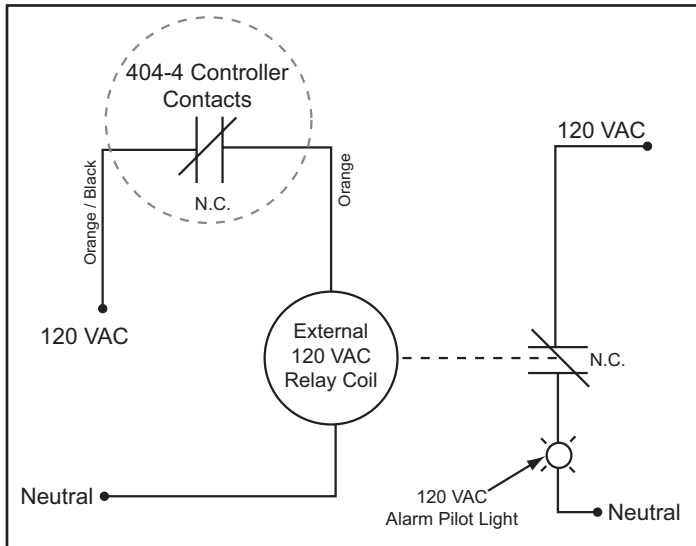 404-4 Controller
Contacts
N.C.
Orange / Black
Orange
120 VAC
External
120 VAC
Relay Coil
Neutral
120 VAC
N.C.
120 VAC
Alarm Pilot Light
Neutral